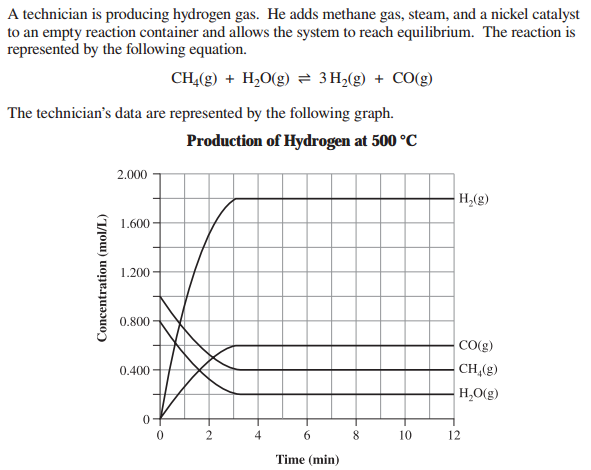 A technician is producing hydrogen gas. He adds methane gas, steam, and a nickel catalyst
to an empty reaction container and allows the system to reach equilibrium. The reaction is
represented by the following equation.
CH₄(g) + H₂O(g) ⇌ 3 H₂(g) + CO(g)
The technician's data are represented by the following graph.
Production of Hydrogen at 500 °C
Concentration (mol/L)
2.000
1.600
1.200
0.800
0.400
0
H₂(g)
CO(g)
CH₄(g)
H₂O(g)
0 2 4 6 8 10 12
Time (min)